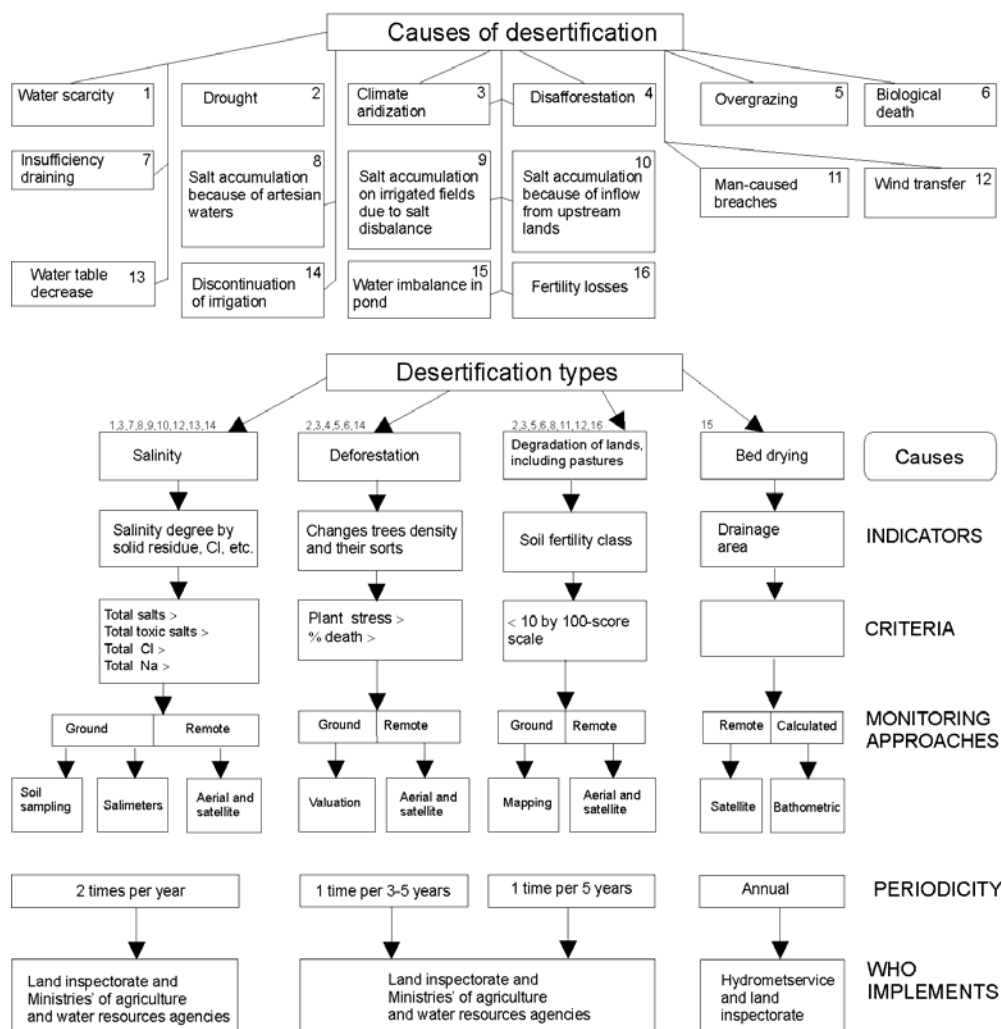 Causes of desertification
Water scarcity 1
Drought 2
Climate 3
aridization
Disafforestation 4
Overgrazing 5
Biological 6
death
Insufficiency 7
draining
Salt accumulation 8
because of artesian
waters
Salt accumulation 9
on irrigated fields
due to salt
disbalance
Salt accumulation 10
because of inflow
from upstream
lands
Man-caused 11
breaches
Wind transfer 12
Water table 13
decrease
Discontinuation 14
of irrigation
Water imbalance in 15
pond
Fertility losses 16
Desertification types
1,3,7,8,9,10,12,13,14
Salinity
2,3,4,5,6,14
Deforestation
2,3,5,6,8,11,12,16
Degradation of lands,
including pastures
15
Bed drying
Causes
Salinity degree by
solid residue, Cl, etc.
Changes trees density
and their sorts
Soil fertility class
Drainage
area
INDICATORS
Total salts >
Total toxic salts >
Total Cl >
Total Na >
Plant stress >
% death >
< 10 by 100-score
scale
CRITERIA
Ground Remote
Ground Remote
Ground Remote
Remote Calculated
MONITORING
APPROACHES
Soil
sampling
Salimeters
Aerial and
satellite
Valuation
Aerial and
satellite
Mapping
Aerial and
satellite
Satellite
Bathometric
2 times per year
1 time per 3-5 years
1 time per 5 years
Annual
PERIODICITY
Land inspectorate and
Ministries' of agriculture
and water resources agencies
Land inspectorate and
Ministries' of agriculture
and water resources agencies
Hydrometservice
and land
inspectorate
WHO
IMPLEMENTS